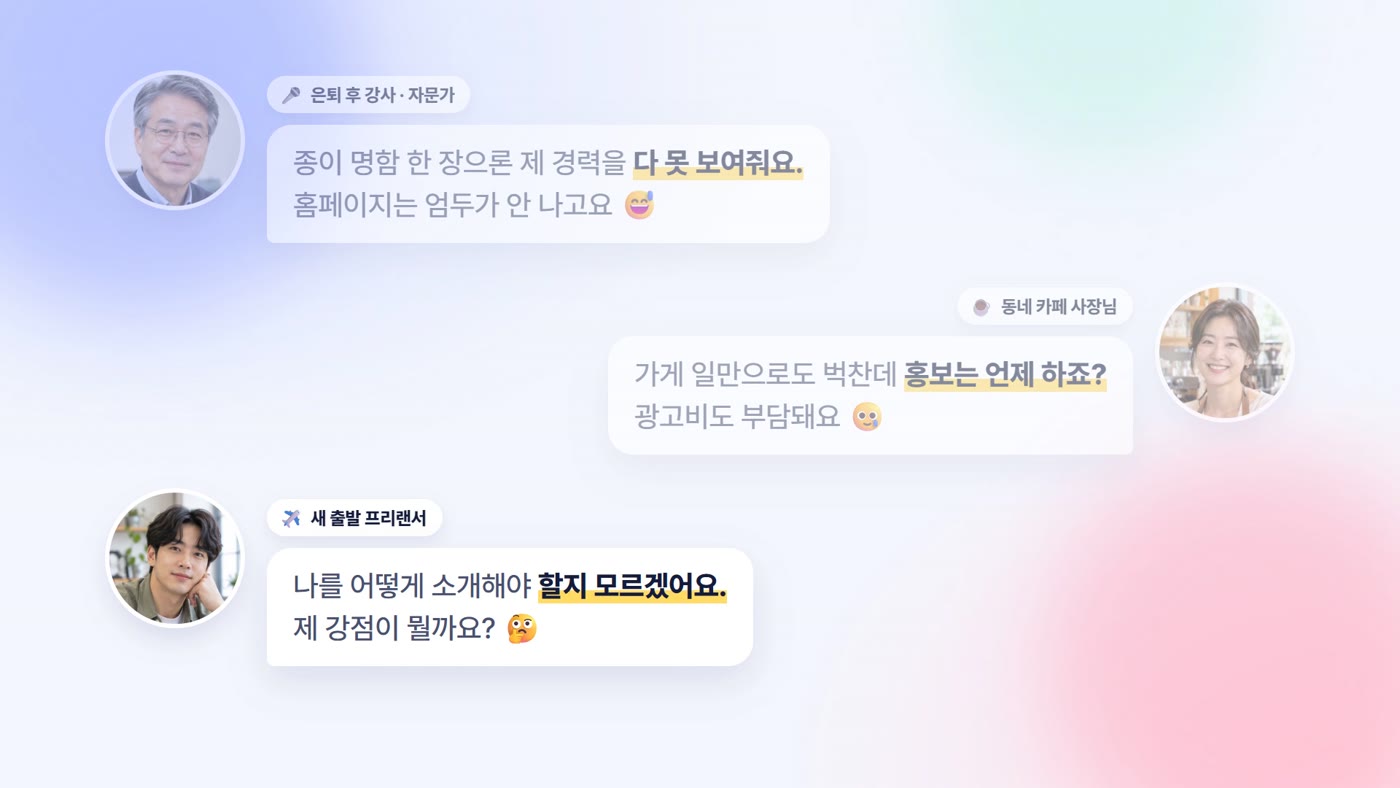 🎤 은퇴 후 강사 · 자문가
종이 명함 한 장으론 제 경력을 다 못 보여줘요.
홈페이지는 엄두가 안 나고요 😅
☕ 동네 카페 사장님
가게 일만으로도 벅찬데 홍보는 언제 하죠?
광고비도 부담돼요 🥲
✈️ 새 출발 프리랜서
나를 어떻게 소개해야 할지 모르겠어요.
제 강점이 뭘까요? 🤔